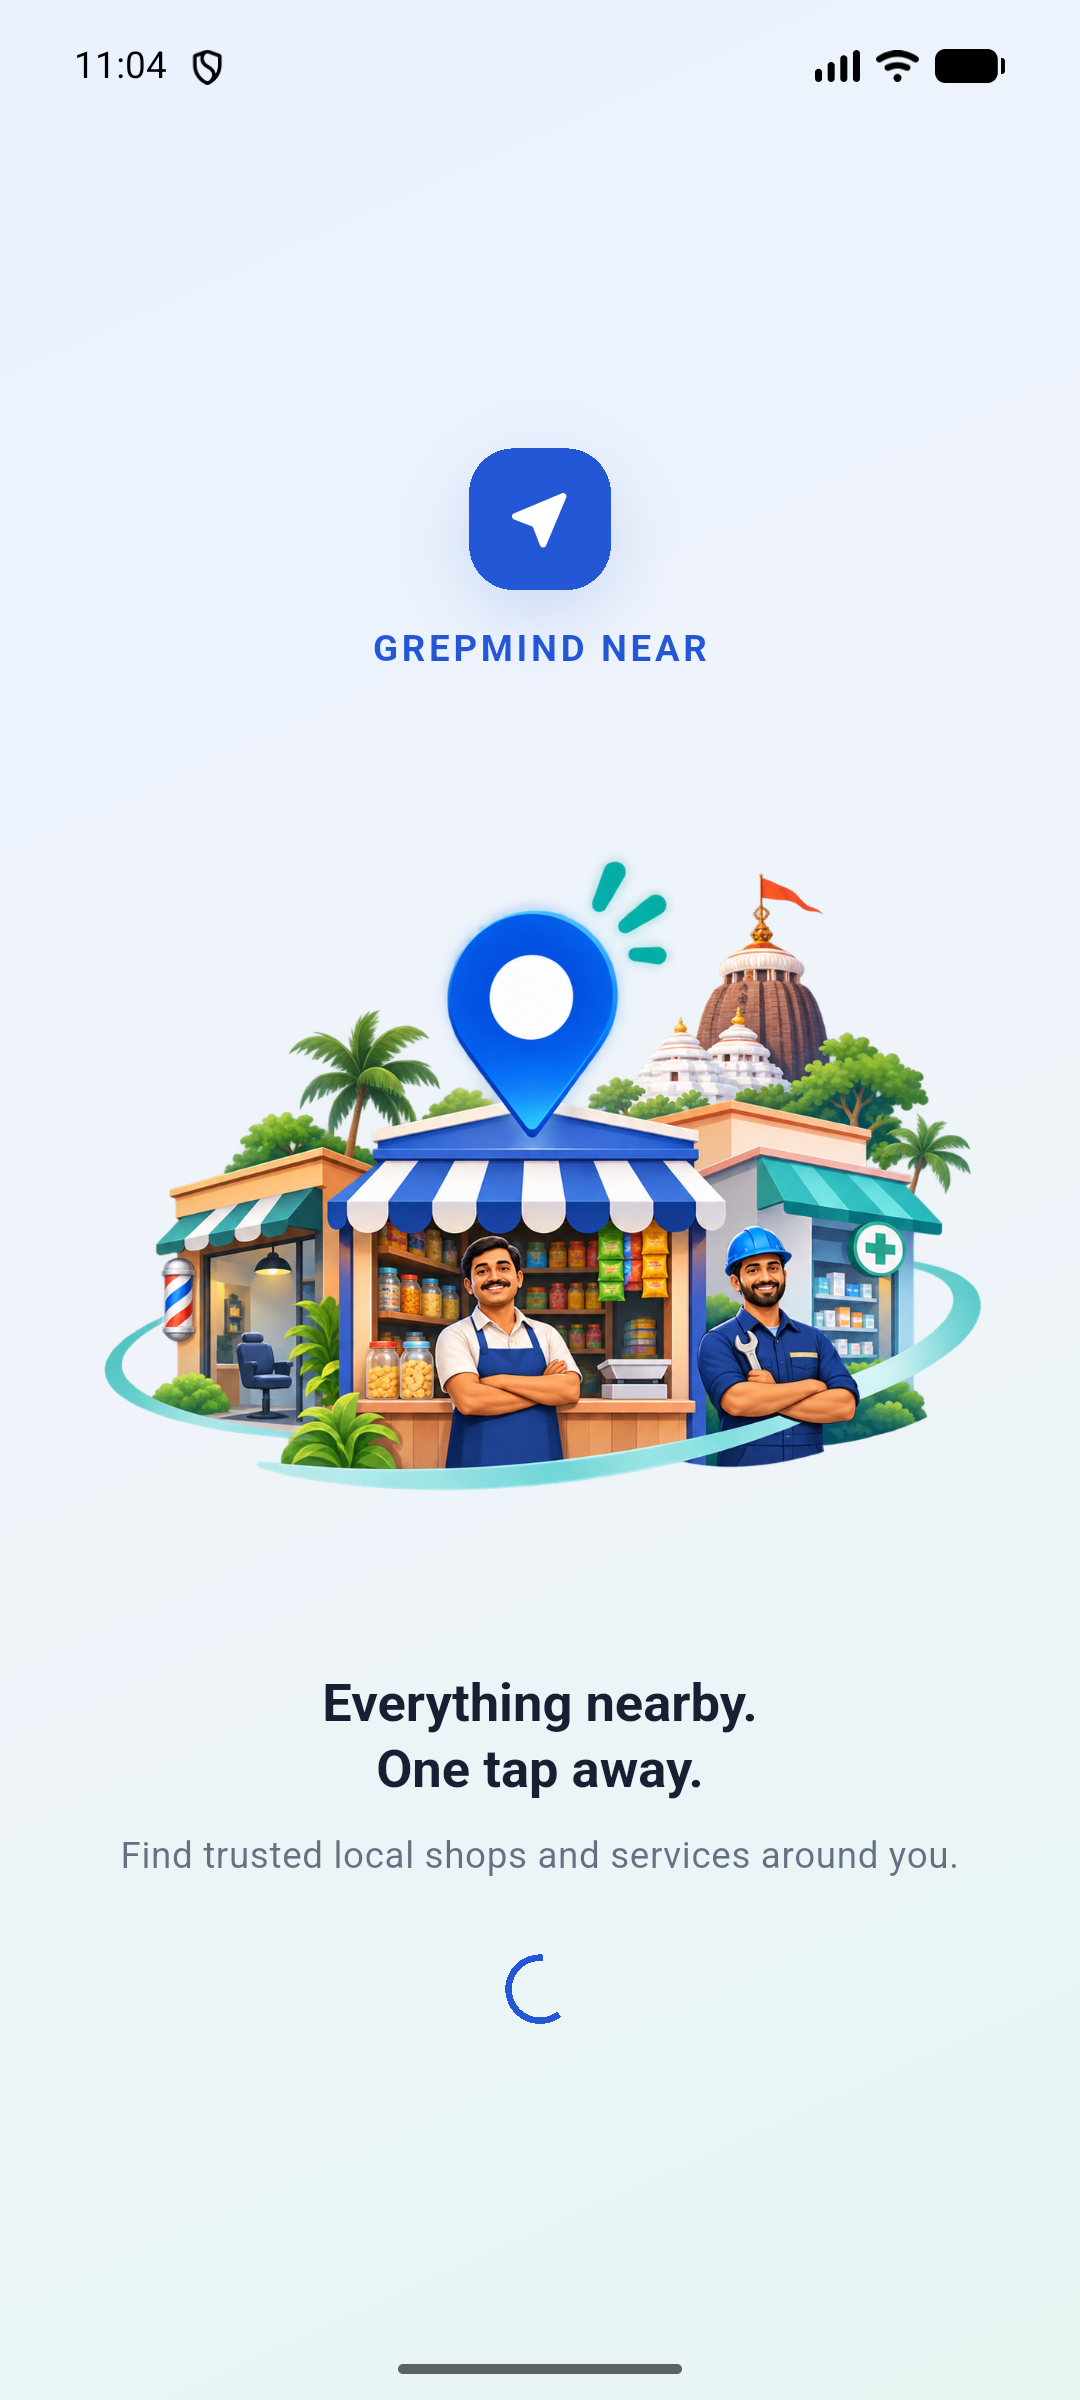 11:04
GREPMIND NEAR
Everything nearby.
One tap away.
Find trusted local shops and services around you.